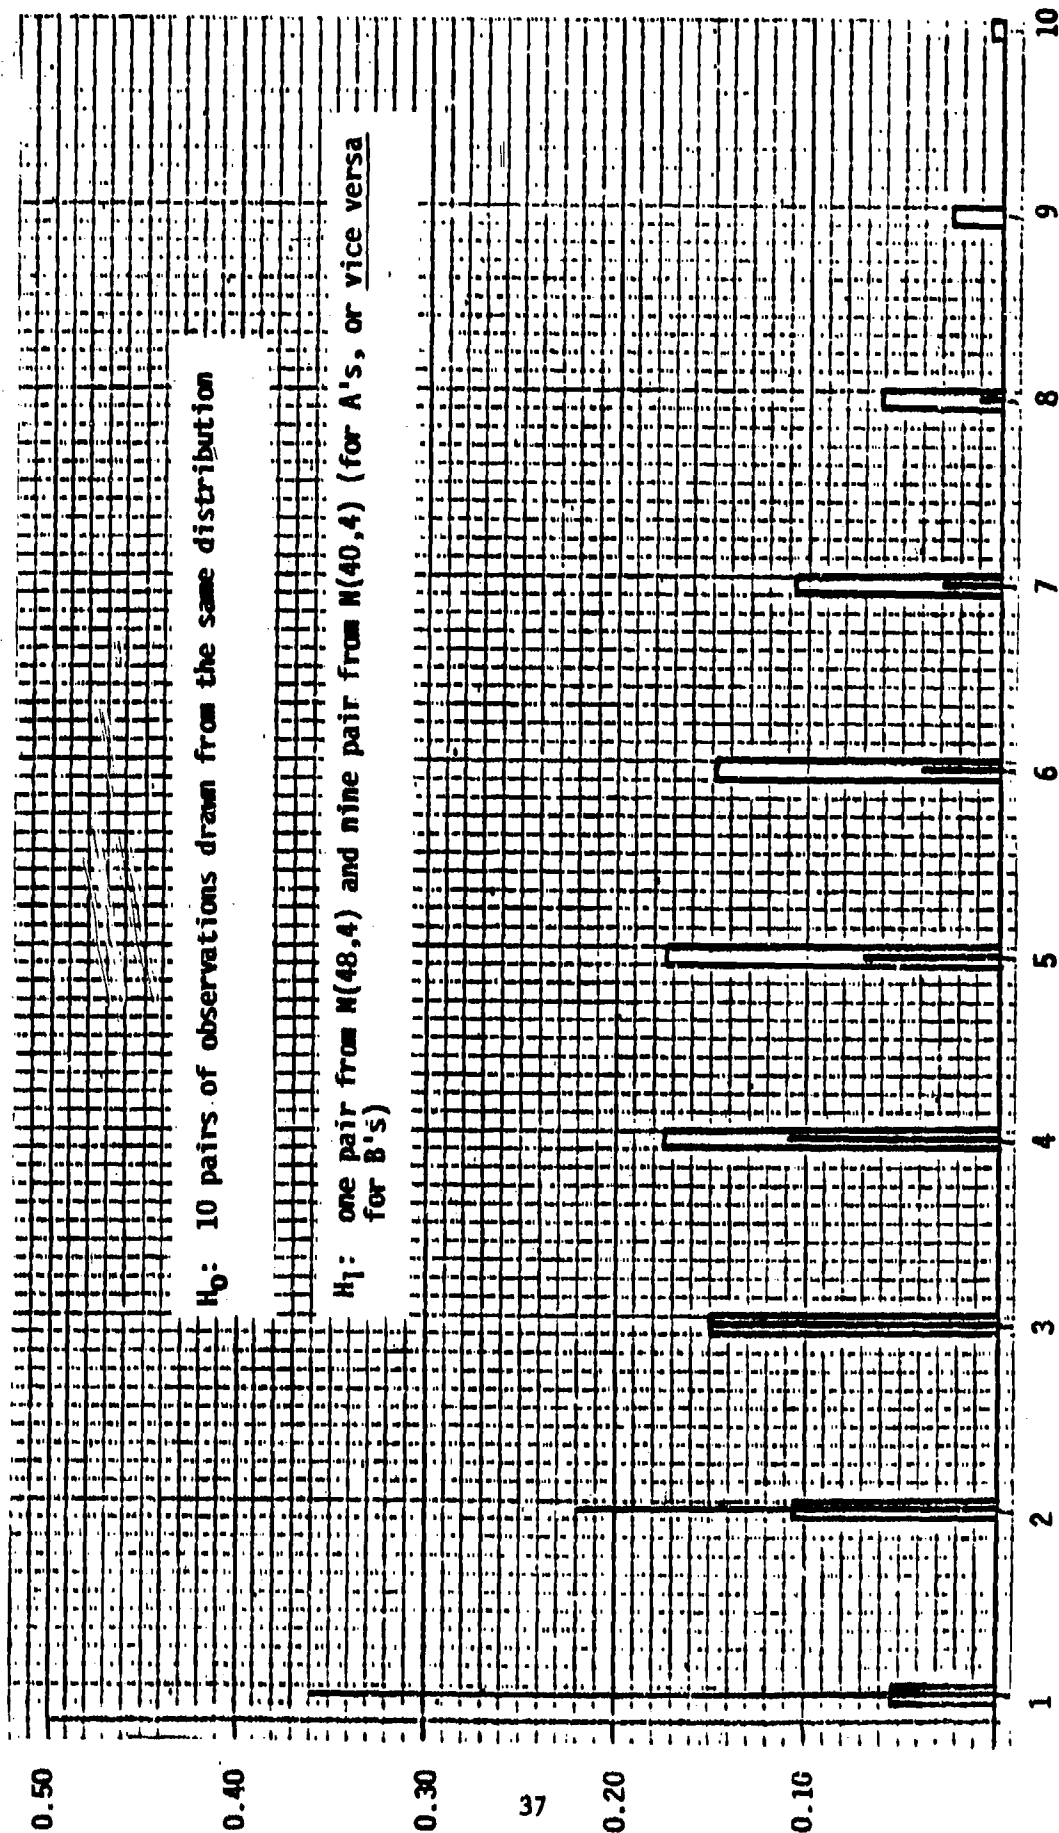 0.50
0.40
0.30
0.20
0.10
H0: 10 pairs of observations drawn from the same distribution
H1: one pair from N(48,4) and nine pair from N(40,4) (for A's, or vice versa
for B's)
1 2 3 4 5 6 7 8 9 10
37